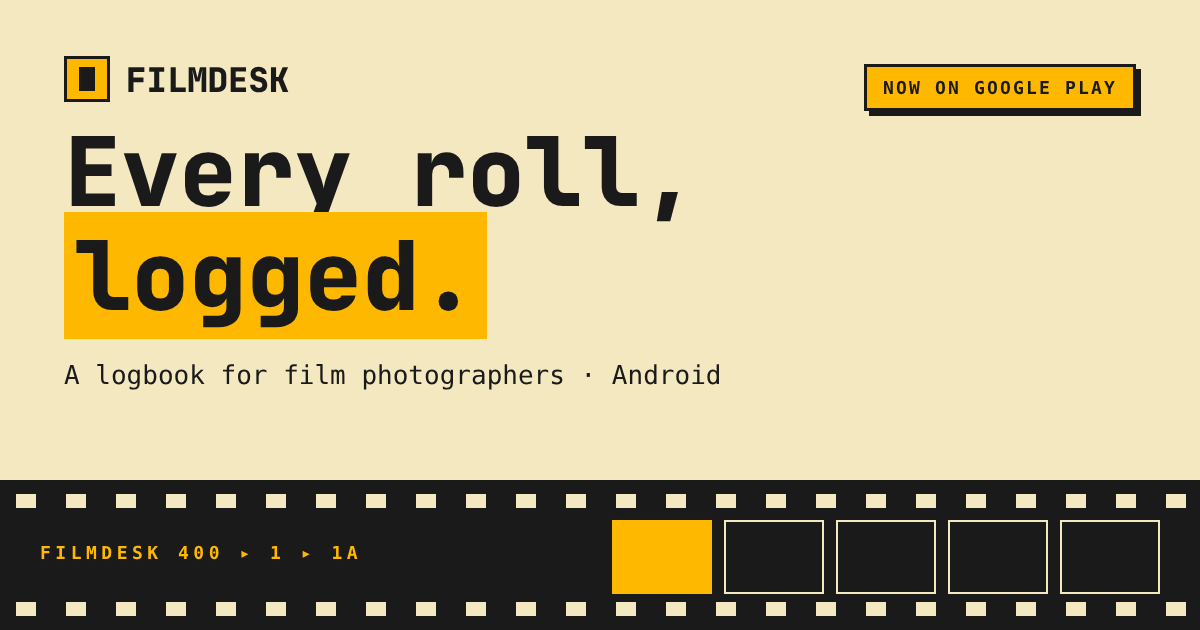 FILMDESK
NOW ON GOOGLE PLAY
Every roll,
logged.
A logbook for film photographers · Android
FILMDESK 400 ▸ 1 ▸ 1A